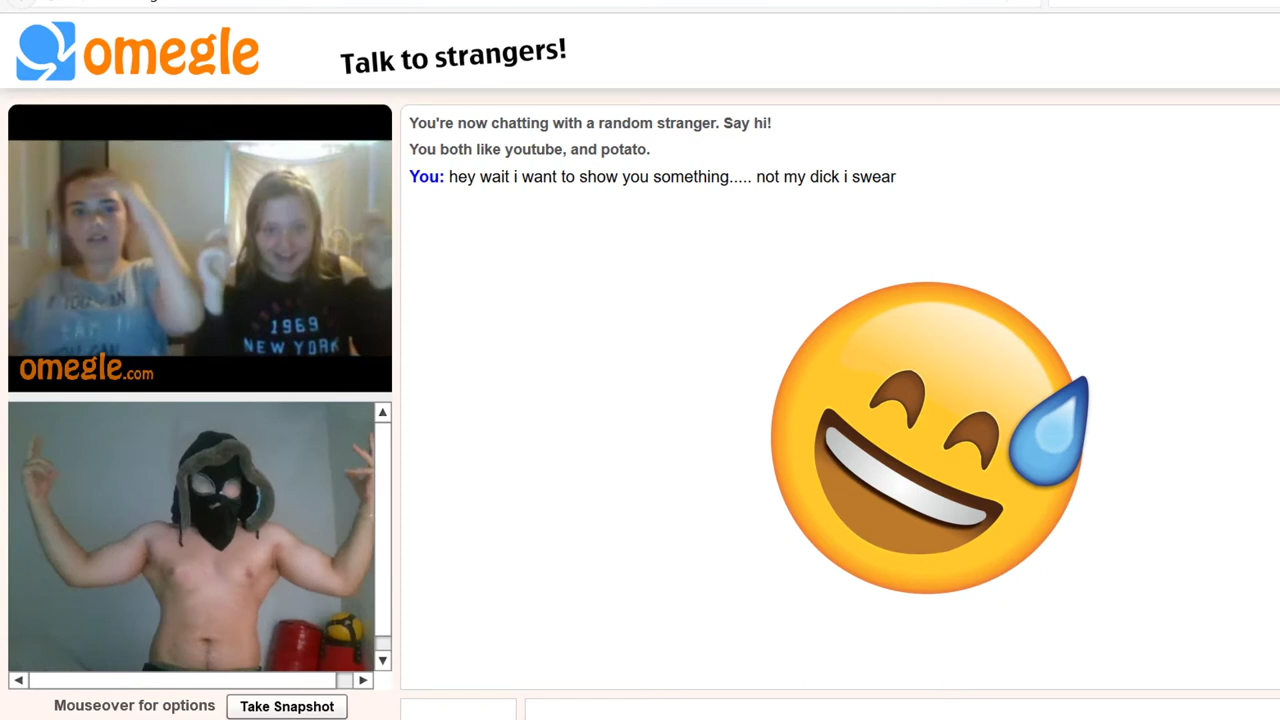 omegle
Talk to strangers!
You're now chatting with a random stranger. Say hi!
You both like youtube, and potato.
You: hey wait i want to show you something..... not my dick i swear
1969
NEW YORK
omegle.com
Mouseover for options
Take Snapshot